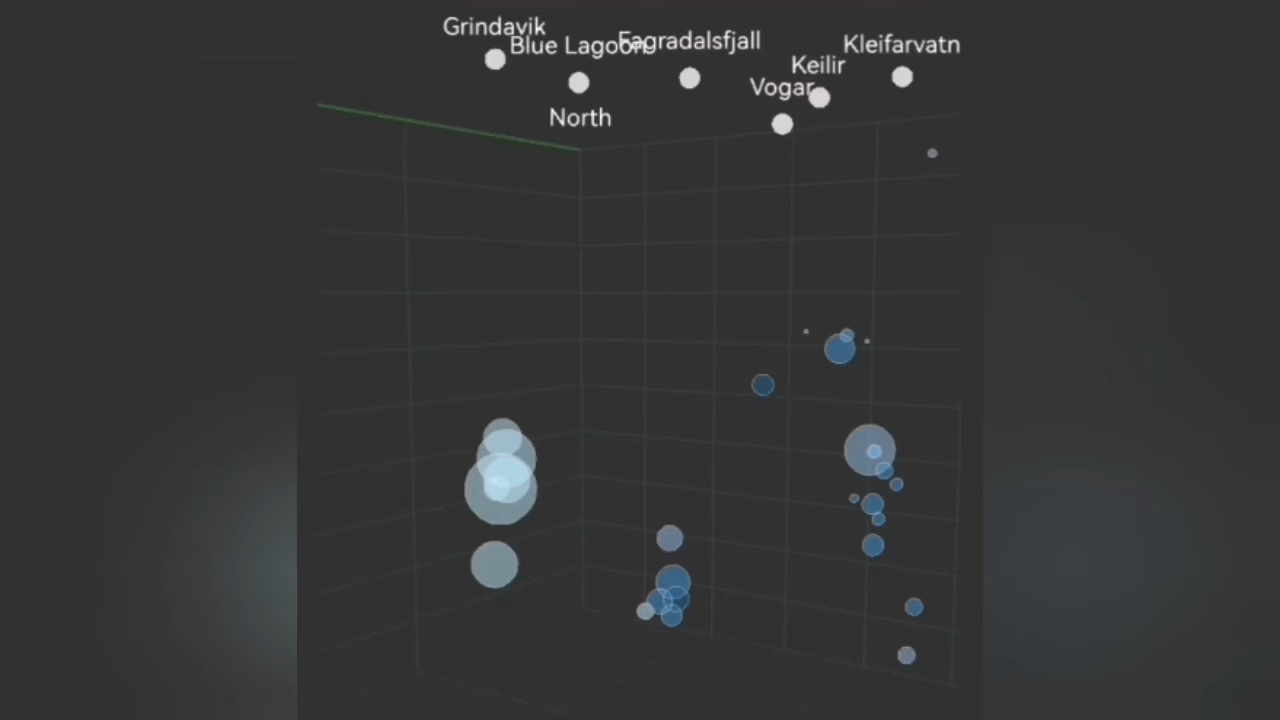 Grindavik
Blue Lagoon
Fagradalsfjall
Kleifarvatn
Keilir
Vogar
North